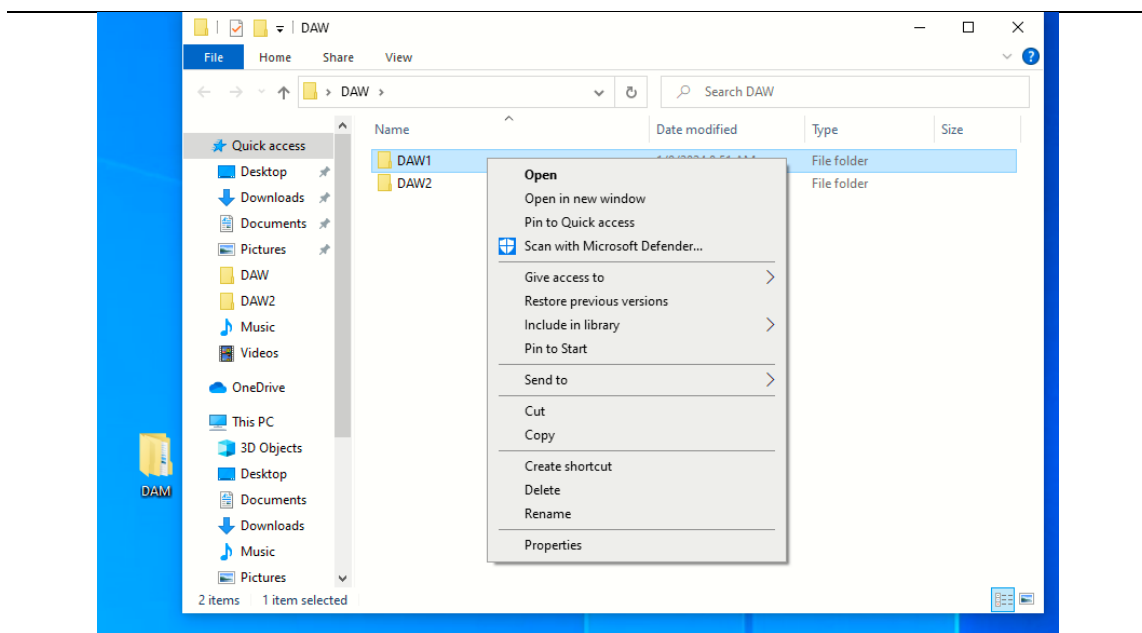 DAW
File Home Share View
DAW
Search DAW
Name Date modified Type Size
Quick access
Desktop
Downloads
Documents
Pictures
DAW
DAW2
Music
Videos
OneDrive
This PC
3D Objects
Desktop
Documents
Downloads
Music
Pictures
DAW1 File folder
DAW2 File folder
Open
Open in new window
Pin to Quick access
Scan with Microsoft Defender...
Give access to
Restore previous versions
Include in library
Pin to Start
Send to
Cut
Copy
Create shortcut
Delete
Rename
Properties
2 items 1 item selected
DAM